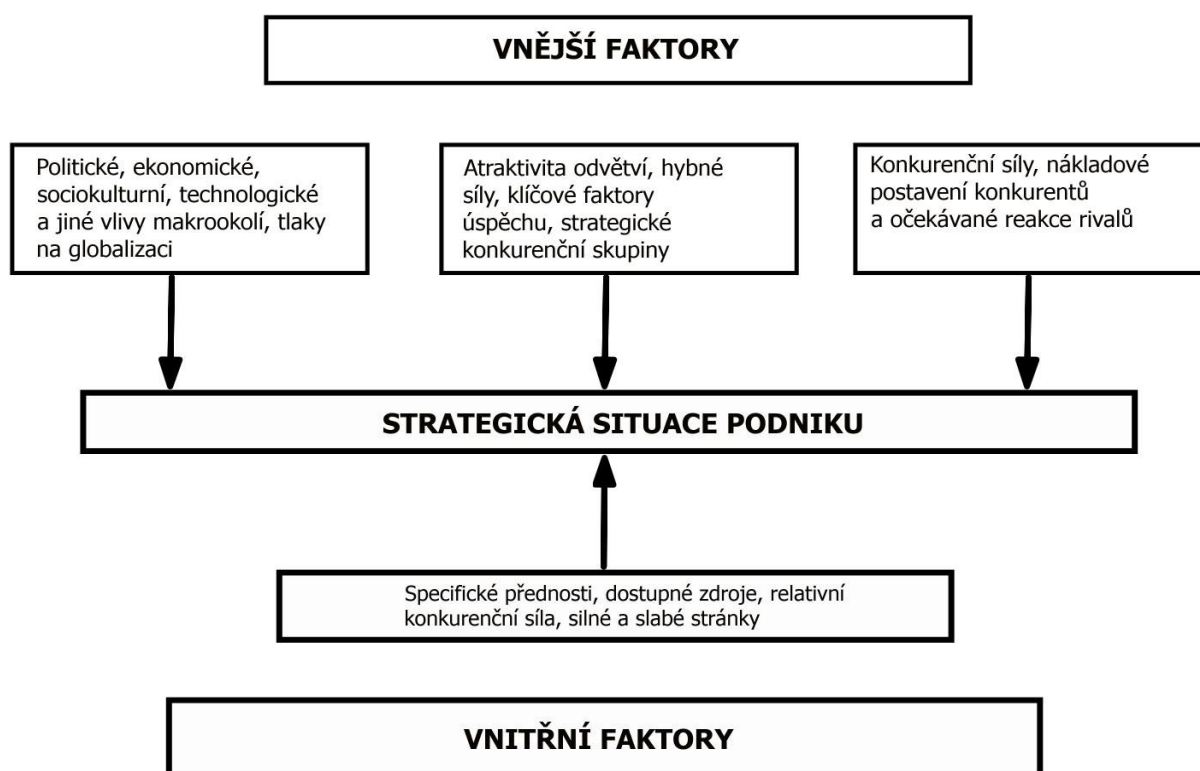 VNĚJŠÍ FAKTORY
Politické, ekonomické,
sociokulturní, technologické
a jiné vlivy makrookolí, tlaky
na globalizaci
Atraktivita odvětví, hybné
síly, klíčové faktory
úspěchu, strategické
konkurenční skupiny
Konkurenční síly, nákladové
postavení konkurentů
a očekávané reakce rivalů
STRATEGICKÁ SITUACE PODNIKU
Specifické přednosti, dostupné zdroje, relativní
konkurenční síla, silné a slabé stránky
VNITŘNÍ FAKTORY